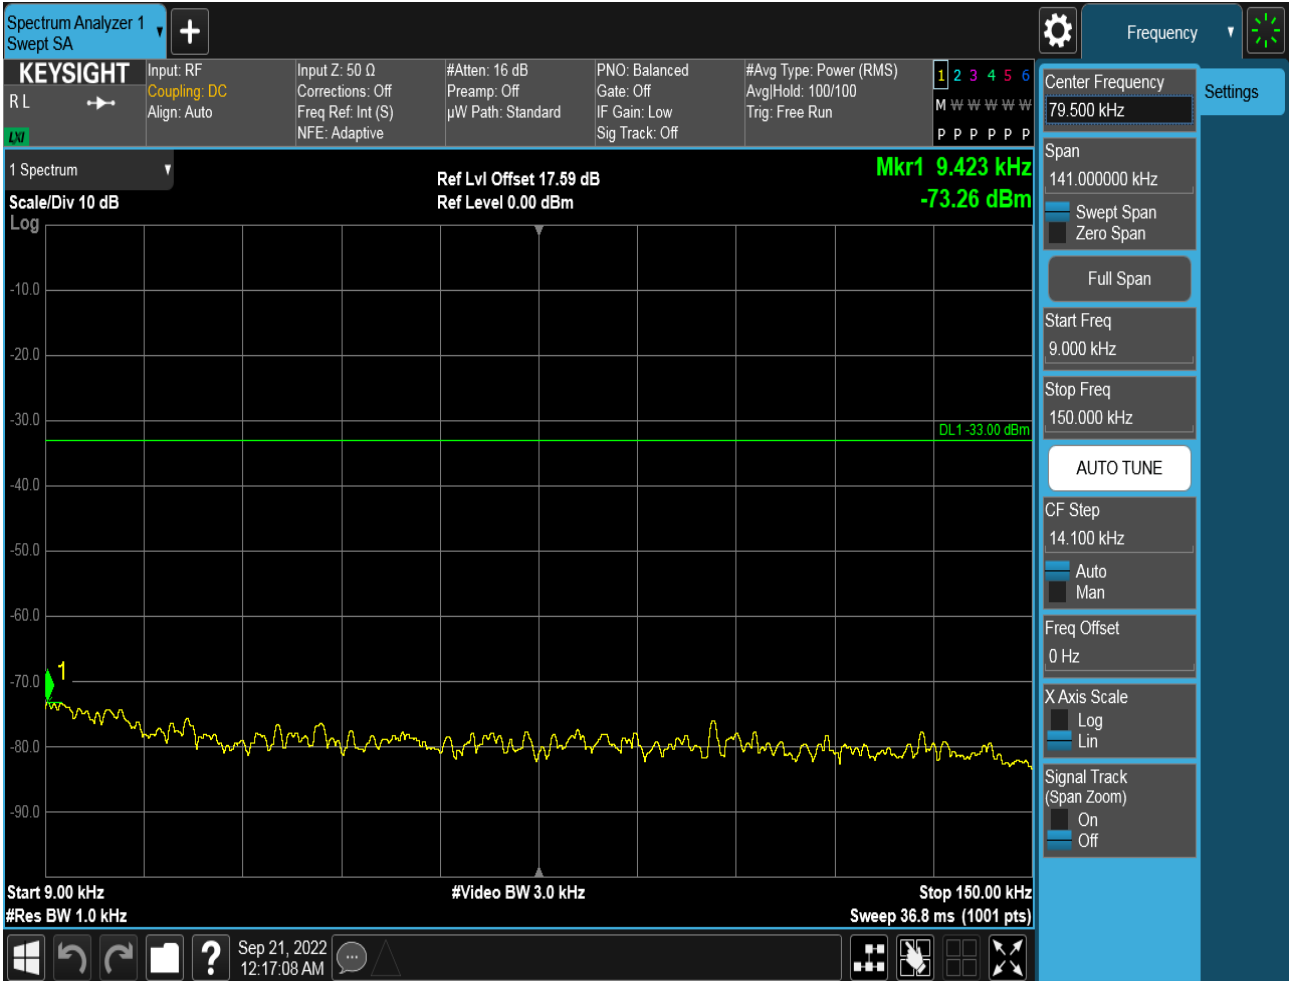 Spectrum Analyzer 1
Swept SA
Frequency
KEYSIGHT
R L
LXI
Input: RF
Coupling: DC
Align: Auto
Input Z: 50 Ω
Corrections: Off
Freq Ref: Int (S)
NFE: Adaptive
#Atten: 16 dB
Preamp: Off
µW Path: Standard
PNO: Balanced
Gate: Off
IF Gain: Low
Sig Track: Off
#Avg Type: Power (RMS)
Avg|Hold: 100/100
Trig: Free Run
1 2 3 4 5 6
M W W W W W
P P P P P P
1 Spectrum
Scale/Div 10 dB
Log
Ref Lvl Offset 17.59 dB
Ref Level 0.00 dBm
Mkr1 9.423 kHz
-73.26 dBm
-10.0
-20.0
-30.0
DL1 -33.00 dBm
-40.0
-50.0
-60.0
1
-70.0
-80.0
-90.0
Start 9.00 kHz
#Res BW 1.0 kHz
#Video BW 3.0 kHz
Stop 150.00 kHz
Sweep 36.8 ms (1001 pts)
Sep 21, 2022
12:17:08 AM
Center Frequency
79.500 kHz
Span
141.000000 kHz
Swept Span
Zero Span
Full Span
Start Freq
9.000 kHz
Stop Freq
150.000 kHz
AUTO TUNE
CF Step
14.100 kHz
Auto
Man
Freq Offset
0 Hz
X Axis Scale
Log
Lin
Signal Track
(Span Zoom)
On
Off
Settings